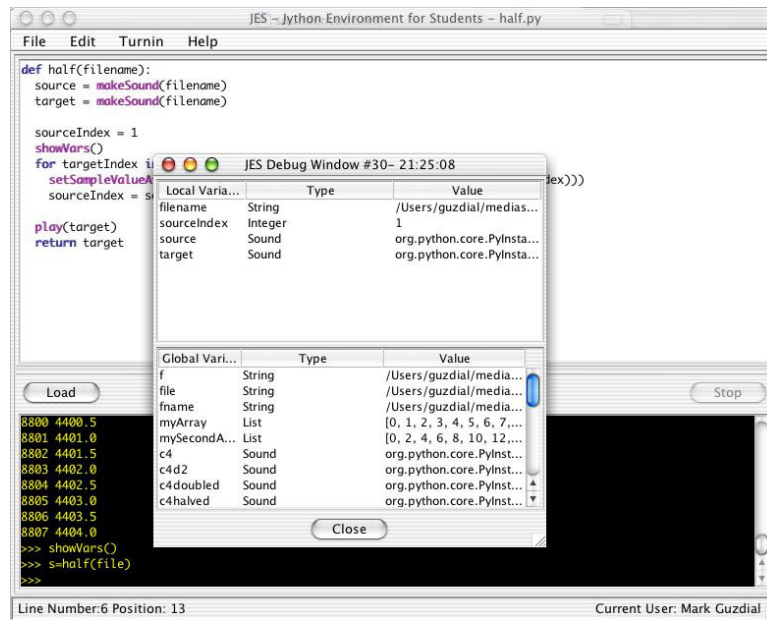 JES – Jython Environment for Students – half.py
File Edit Turnin Help
def half(filename):
source = makeSound(filename)
target = makeSound(filename)
sourceIndex = 1
showVars()
for targetIndex i
setSampleValueA
dex)))
sourceIndex = s
play(target)
return target
JES Debug Window #30– 21:25:08
Local Varia... Type Value
filename String /Users/guzdial/medias...
sourceIndex Integer 1
source Sound org.python.core.PyInsta...
target Sound org.python.core.PyInsta...
Global Vari... Type Value
f String /Users/guzdial/media...
file String /Users/guzdial/media...
fname String /Users/guzdial/media...
myArray List [0, 1, 2, 3, 4, 5, 6, 7,...
mySecondA... List [0, 2, 4, 6, 8, 10, 12,...
c4 Sound org.python.core.PyInst...
c4d2 Sound org.python.core.PyInst...
c4doubled Sound org.python.core.PyInst...
c4halved Sound org.python.core.PyInst...
Close
Load Stop
8800 4400.5
8801 4401.0
8802 4401.5
8803 4402.0
8804 4402.5
8805 4403.0
8806 4403.5
8807 4404.0
>>> showVars()
>>> s=half(file)
>>>
Line Number:6 Position: 13
Current User: Mark Guzdial